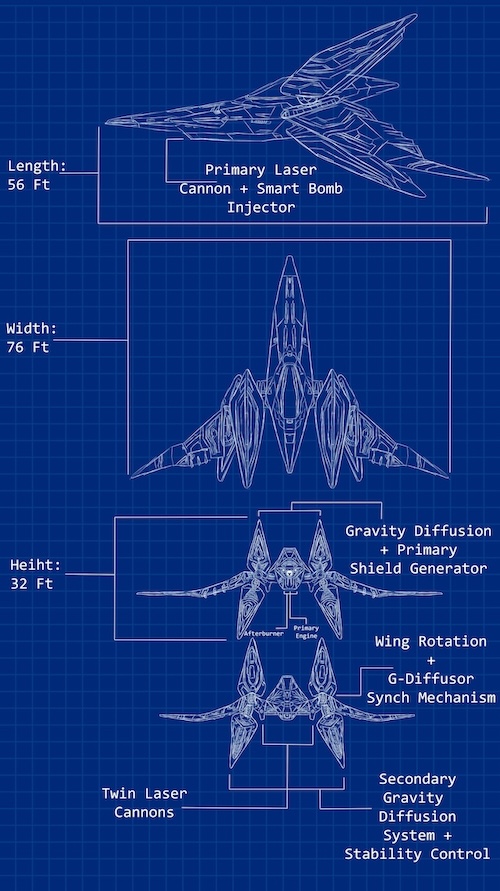 Length:
56 Ft
Primary Laser
Cannon + Smart Bomb
Injector
Width:
76 Ft
Gravity Diffusion
+ Primary
Shield Generator
Heiht:
32 Ft
Afterburner
Primary
Engine
Wing Rotation
+
G-Diffusor
Synch Mechanism
Twin Laser
Cannons
Secondary
Gravity
Diffusion
System +
Stability Control